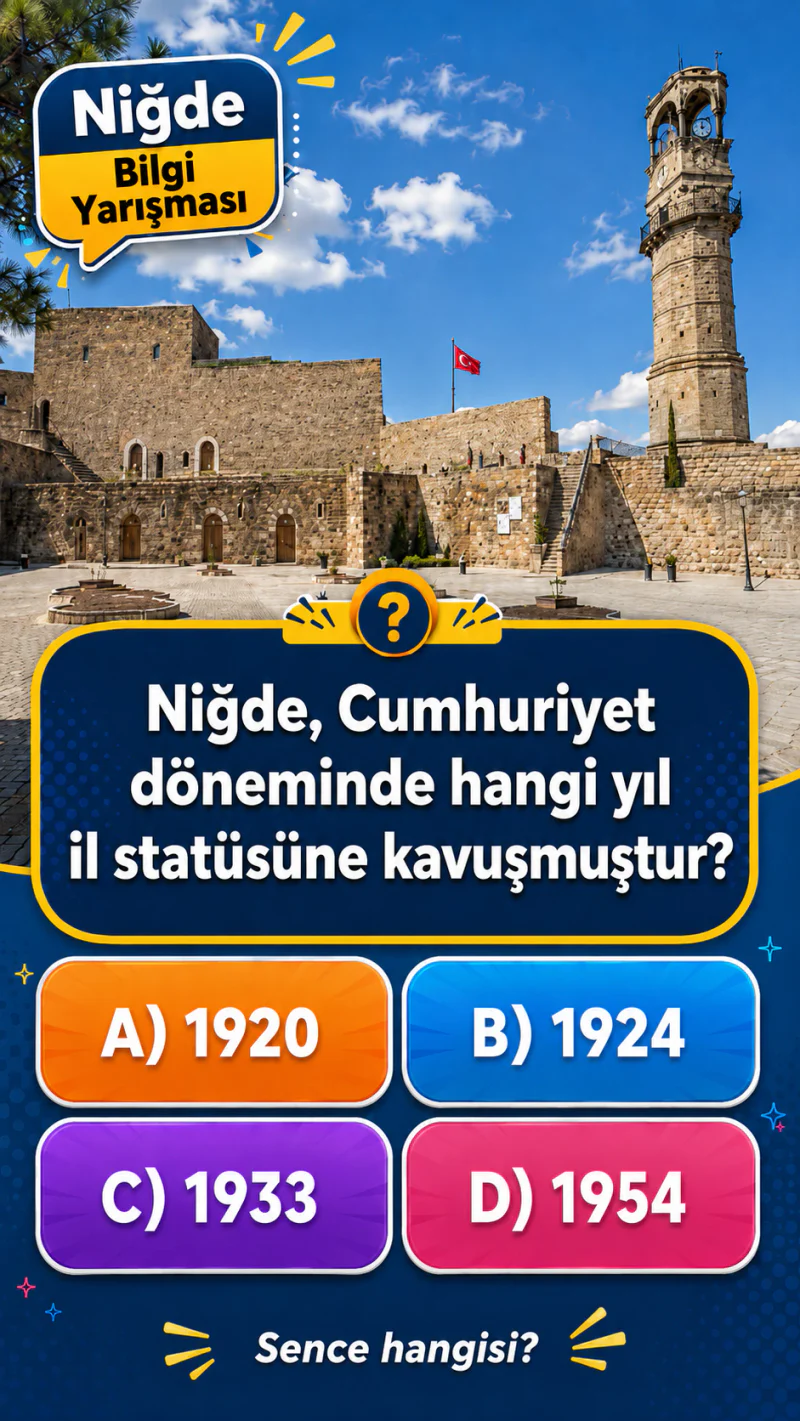 Niğde
Bilgi
Yarışması
?
Niğde, Cumhuriyet
döneminde hangi yıl
il statüsüne kavuşmuştur?
A) 1920
B) 1924
C) 1933
D) 1954
Sence hangisi?